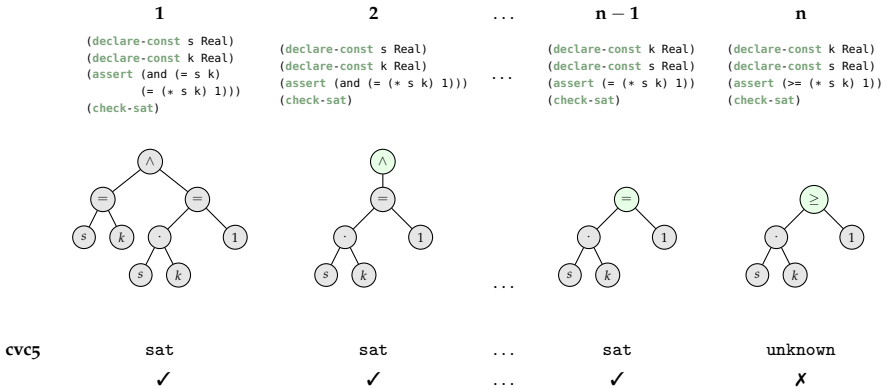 1 2 ... n − 1 n
(declare-const s Real)
(declare-const k Real)
(assert (and (= s k)
(= (* s k) 1)))
(check-sat)
(declare-const s Real)
(declare-const k Real)
(assert (and (= (* s k) 1)))
(check-sat)
...
(declare-const k Real)
(declare-const s Real)
(assert (= (* s k) 1))
(check-sat)
(declare-const k Real)
(declare-const s Real)
(assert (>= (* s k) 1))
(check-sat)
∧
= =
s k · 1
s k
∧
=
· 1
s k
...
=
· 1
s k
≥
· 1
s k
cvc5 sat sat ... sat unknown
✓ ✓ ... ✓ ✗